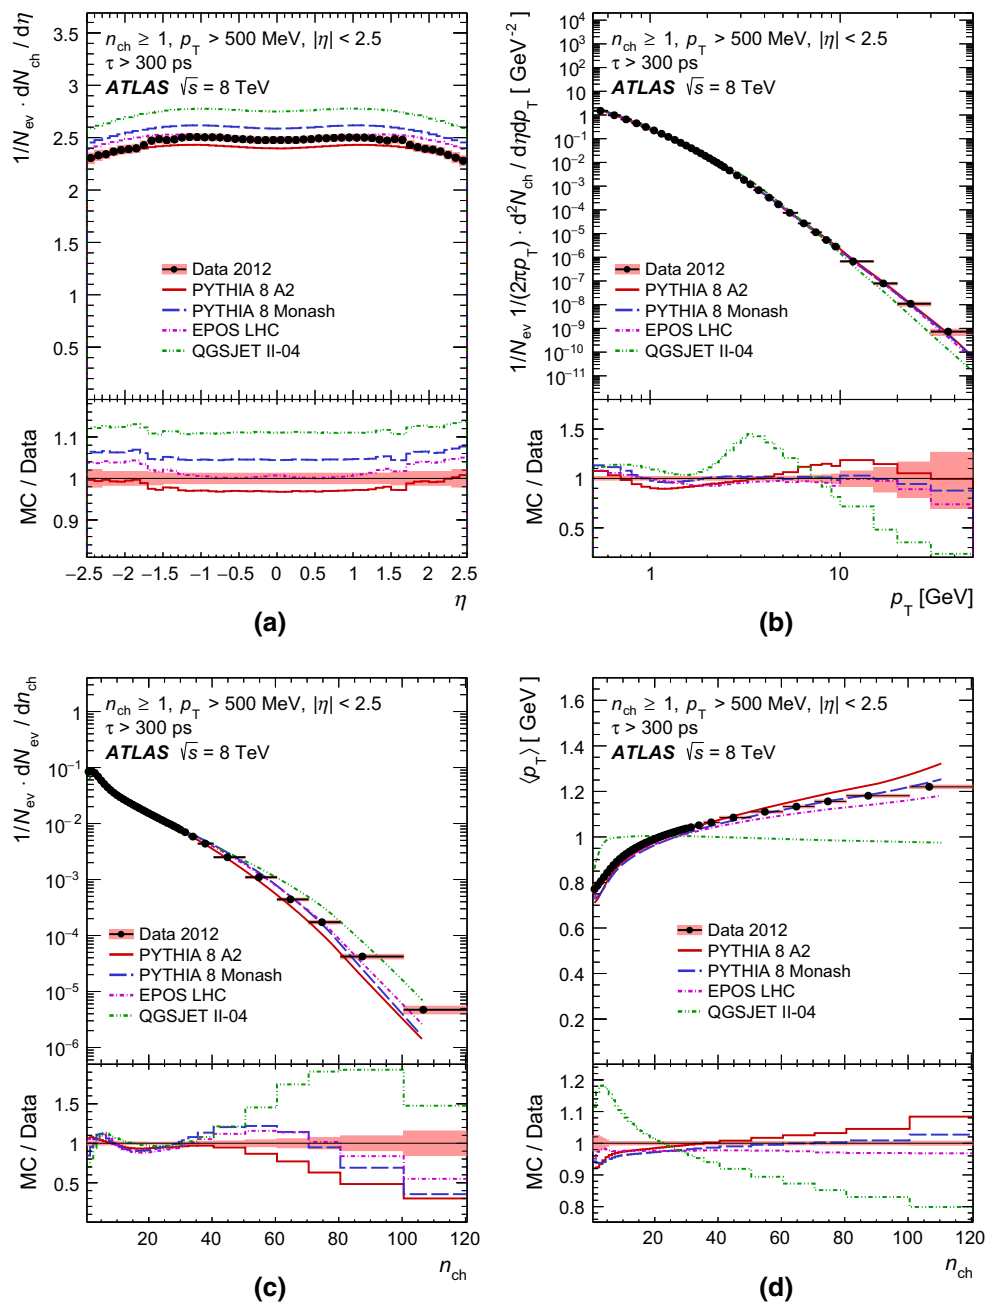 1/N_ev · dN_ch / dη
3.5
3
2.5
2
1.5
1
0.5
n_ch ≥ 1, p_T > 500 MeV, |η| < 2.5
τ > 300 ps
ATLAS √s = 8 TeV
Data 2012
PYTHIA 8 A2
PYTHIA 8 Monash
EPOS LHC
QGSJET II-04
MC / Data
1.1
1
0.9
−2.5 −2 −1.5 −1 −0.5 0 0.5 1 1.5 2 2.5
η
(a)
1/N_ev 1/(2πp_T) · d²N_ch / dηdp_T [ GeV⁻² ]
10⁴
10³
10²
10
1
10⁻¹
10⁻²
10⁻³
10⁻⁴
10⁻⁵
10⁻⁶
10⁻⁷
10⁻⁸
10⁻⁹
10⁻¹⁰
10⁻¹¹
n_ch ≥ 1, p_T > 500 MeV, |η| < 2.5
τ > 300 ps
ATLAS √s = 8 TeV
Data 2012
PYTHIA 8 A2
PYTHIA 8 Monash
EPOS LHC
QGSJET II-04
MC / Data
1.5
1
0.5
1 10
p_T [GeV]
(b)
1/N_ev · dN_ev / dn_ch
1
10⁻¹
10⁻²
10⁻³
10⁻⁴
10⁻⁵
10⁻⁶
n_ch ≥ 1, p_T > 500 MeV, |η| < 2.5
τ > 300 ps
ATLAS √s = 8 TeV
Data 2012
PYTHIA 8 A2
PYTHIA 8 Monash
EPOS LHC
QGSJET II-04
MC / Data
1.5
1
0.5
20 40 60 80 100 120
n_ch
(c)
⟨p_T⟩ [ GeV ]
1.6
1.4
1.2
1
0.8
0.6
0.4
0.2
n_ch ≥ 1, p_T > 500 MeV, |η| < 2.5
τ > 300 ps
ATLAS √s = 8 TeV
Data 2012
PYTHIA 8 A2
PYTHIA 8 Monash
EPOS LHC
QGSJET II-04
MC / Data
1.2
1.1
1
0.9
0.8
20 40 60 80 100 120
n_ch
(d)